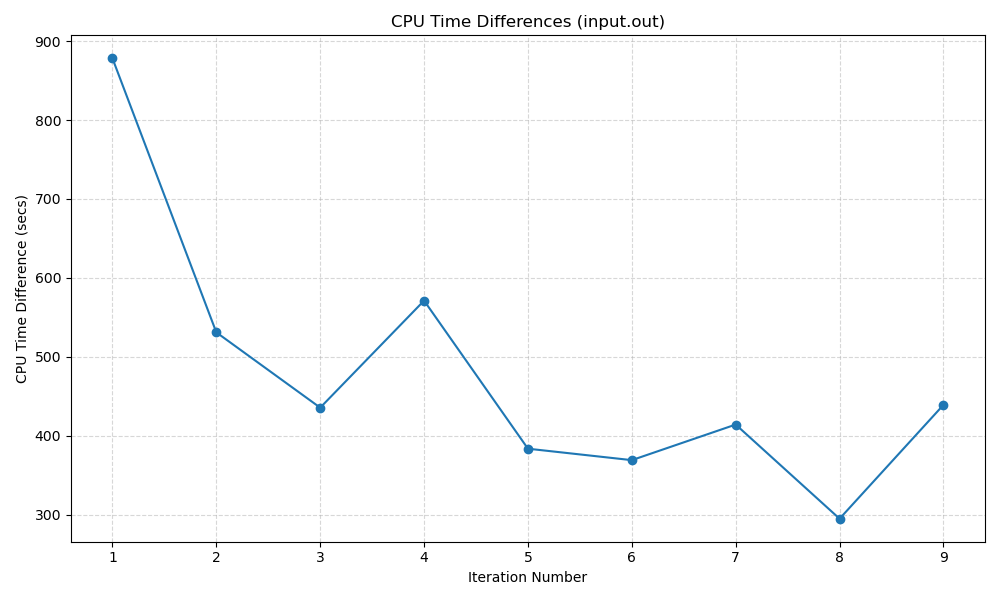 CPU Time Differences (input.out)
CPU Time Difference (secs)
900
800
700
600
500
400
300
1 2 3 4 5 6 7 8 9
Iteration Number